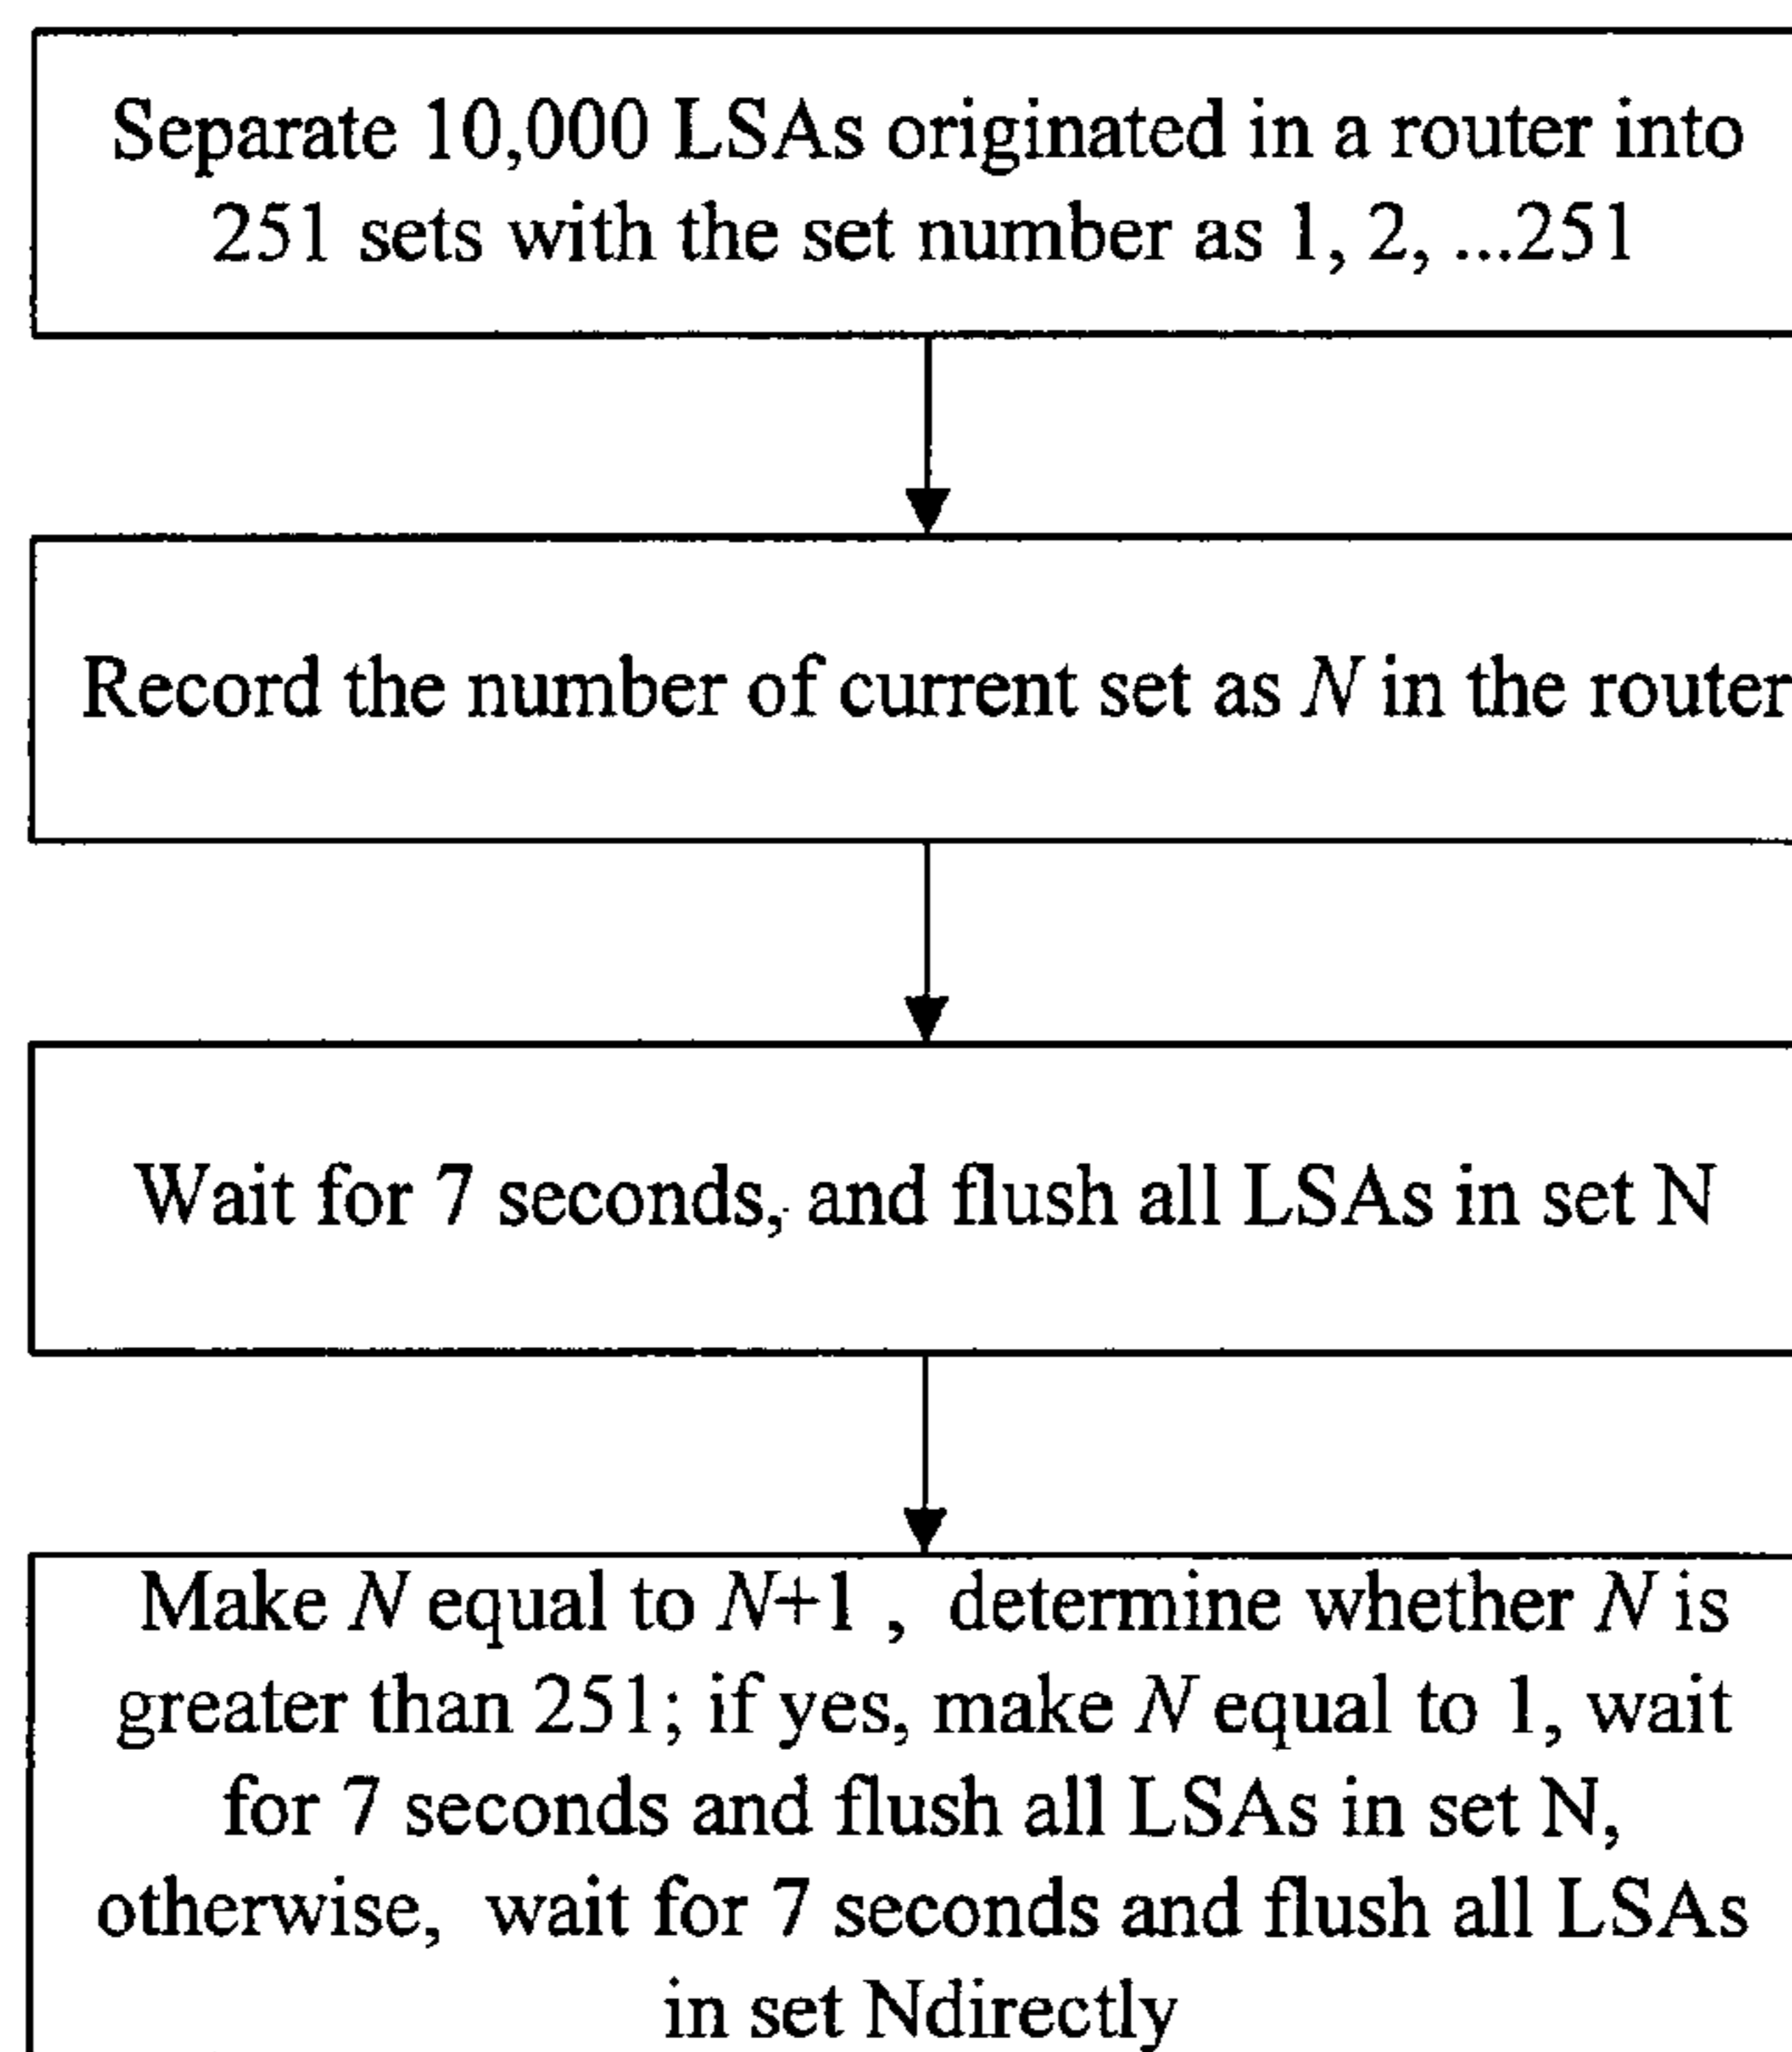 Separate 10,000 LSAs originated in a router into
251 sets with the set number as 1, 2, ...251
Record the number of current set as N in the router
Wait for 7 seconds, and flush all LSAs in set N
Make N equal to N+1 , determine whether N is
greater than 251; if yes, make N equal to 1, wait
for 7 seconds and flush all LSAs in set N,
otherwise, wait for 7 seconds and flush all LSAs
in set Ndirectly